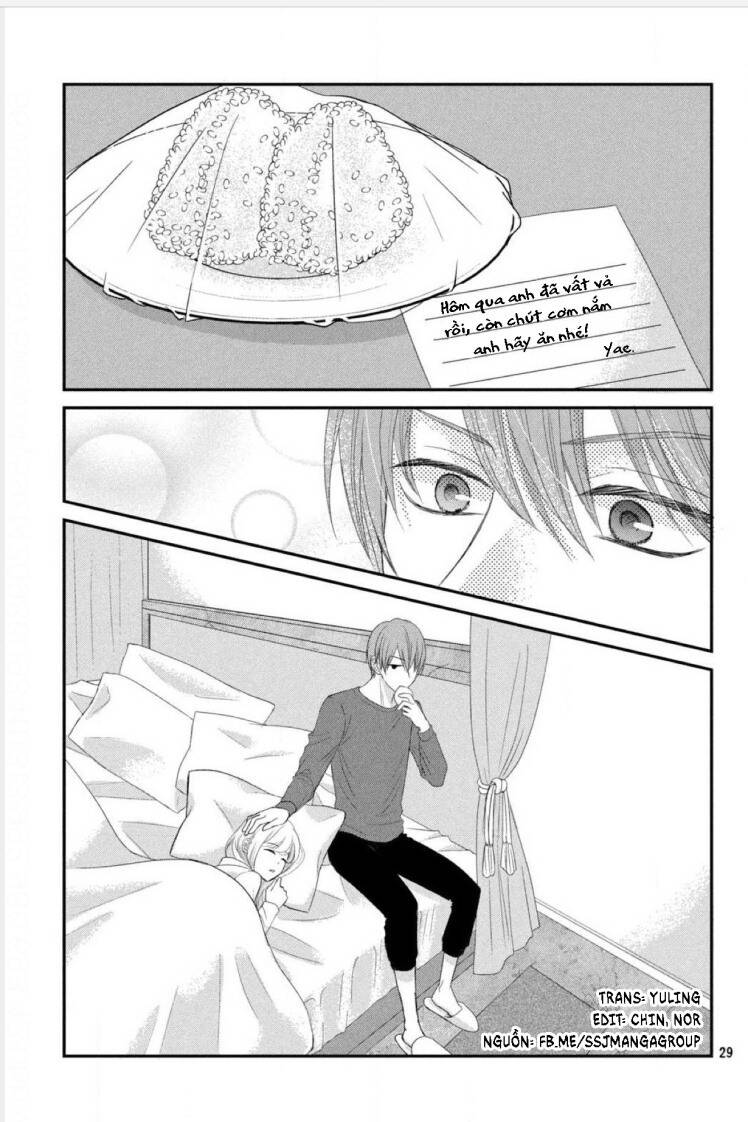 Hôm qua anh đã vất vả
rồi, còn chút cơm nắm
anh hãy ăn nhé!
Yae.
TRANS: YULING
EDIT: CHIN, NOR
NGUỒN: FB.ME/SSJMANGAGROUP
29